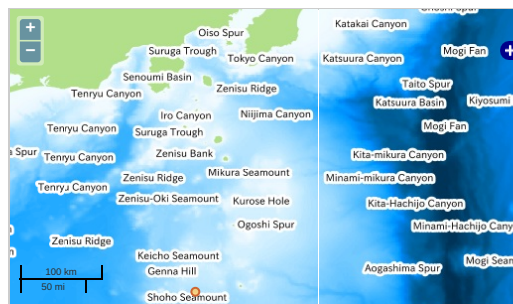 Oiso Spur
Katakai Canyon
Suruga Trough
Tokyo Canyon
Katsuura Canyon
Mogi Fan
Senoumi Basin
Tenryu Canyon
Zenisu Ridge
Taito Spur
Katsuura Basin
Kiyosumi
Iro Canyon
Niijima Canyon
Tenryu Canyon
Suruga Trough
Mogi Fan
a Spur
Tenryu Canyon
Zenisu Bank
Kita-mikura Canyon
Tenryu Canyon
Zenisu Ridge
Mikura Seamount
Minami-mikura Canyon
Zenisu-Oki Seamount
Kurose Hole
Kita-Hachijo Canyon
Ogoshi Spur
Minami-Hachijo Cany
Zenisu Ridge
Keicho Seamount
Mogi Seam
Genna Hill
Aogashima Spur
100 km
50 mi
Shoho Seamount